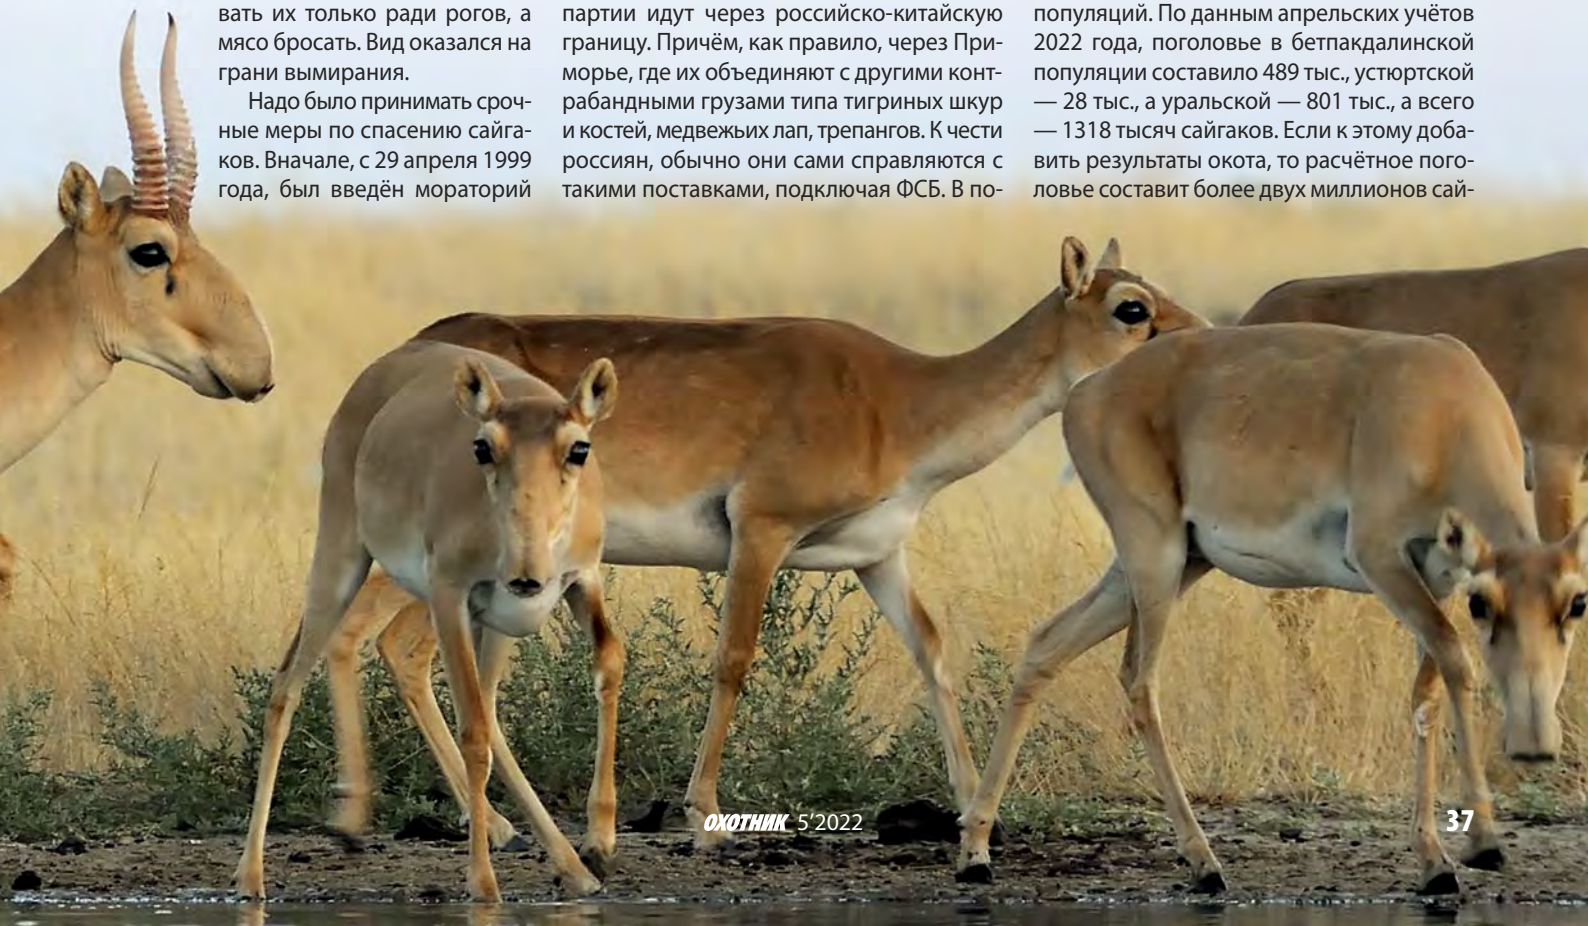 вать их только ради рогов, а
мясо бросать. Вид оказался на
грани вымирания.
Надо было принимать сроч-
ные меры по спасению сайга-
ков. Вначале, с 29 апреля 1999
года, был введён мораторий
партии идут через российско-китайскую
границу. Причём, как правило, через При-
морье, где их объединяют с другими конт-
рабандными грузами типа тигриных шкур
и костей, медвежьих лап, трепангов. К чести
россиян, обычно они сами справляются с
такими поставками, подключая ФСБ. В по-
популяций. По данным апрельских учётов
2022 года, поголовье в бетпакдалинской
популяции составило 489 тыс., устюртской
— 28 тыс., а уральской — 801 тыс., а всего
— 1318 тысяч сайгаков. Если к этому доба-
вить результаты окота, то расчётное пого-
ловье составит более двух миллионов сай-
ОХОТНИК 5’2022
37